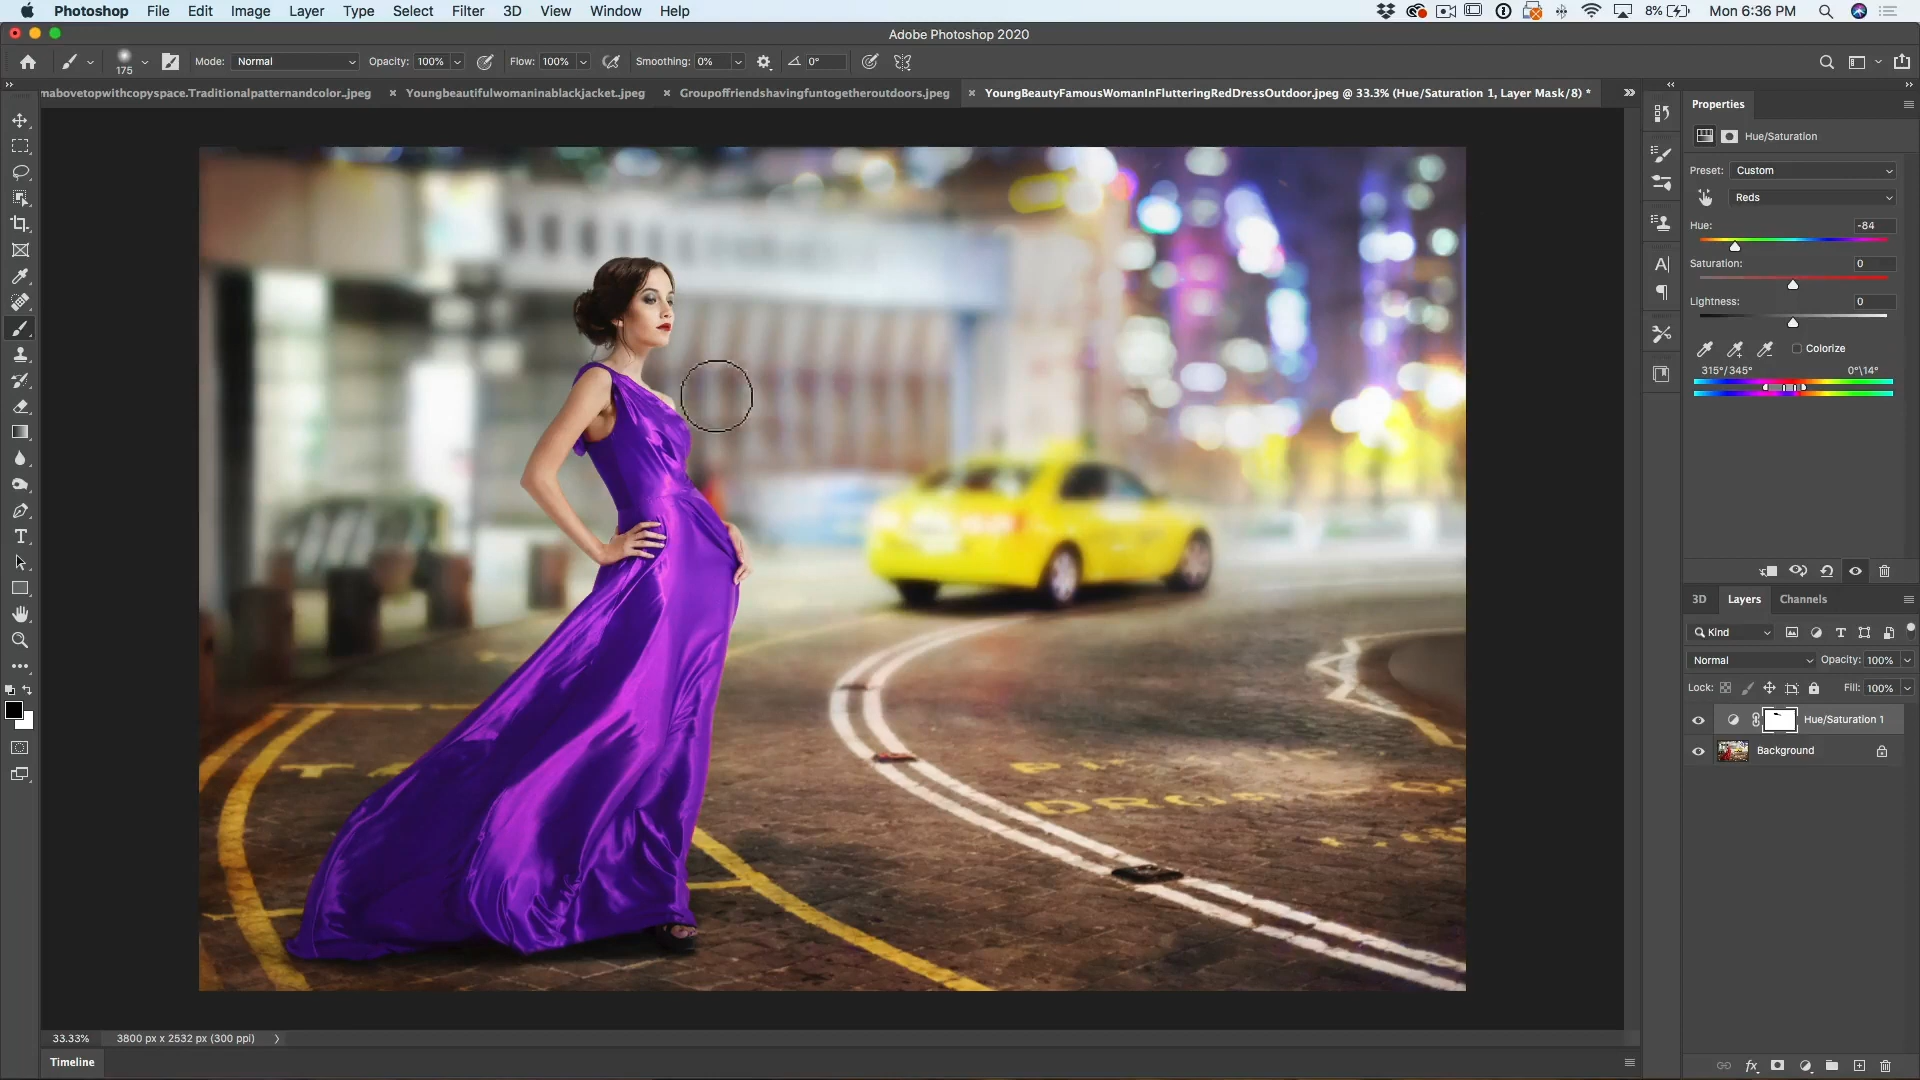 Photoshop File Edit Image Layer Type Select Filter 3D View Window Help 8% Mon 6:36 PM
Adobe Photoshop 2020
175 Mode: Normal Opacity: 100% Flow: 100% Smoothing: 0% 0°
mabovetopwithcopyspace.Traditionalpatternandcolor..jpeg × Youngbeautifulwomaninablackjacket..jpeg × Groupoffriendshavingfuntogetheroutdoors.jpeg × YoungBeautyFamousWomanInFlutteringRedDressOutdoor.jpeg @ 33.3% (Hue/Saturation 1, Layer Mask/8) *
Properties
Hue/Saturation
Preset: Custom
Reds
Hue: -84
Saturation: 0
Lightness: 0
Colorize
315°/345° 0°\14°
3D Layers Channels
Kind
Normal Opacity: 100%
Lock: Fill: 100%
Hue/Saturation 1
Background
33.33% 3800 px x 2532 px (300 ppi)
Timeline